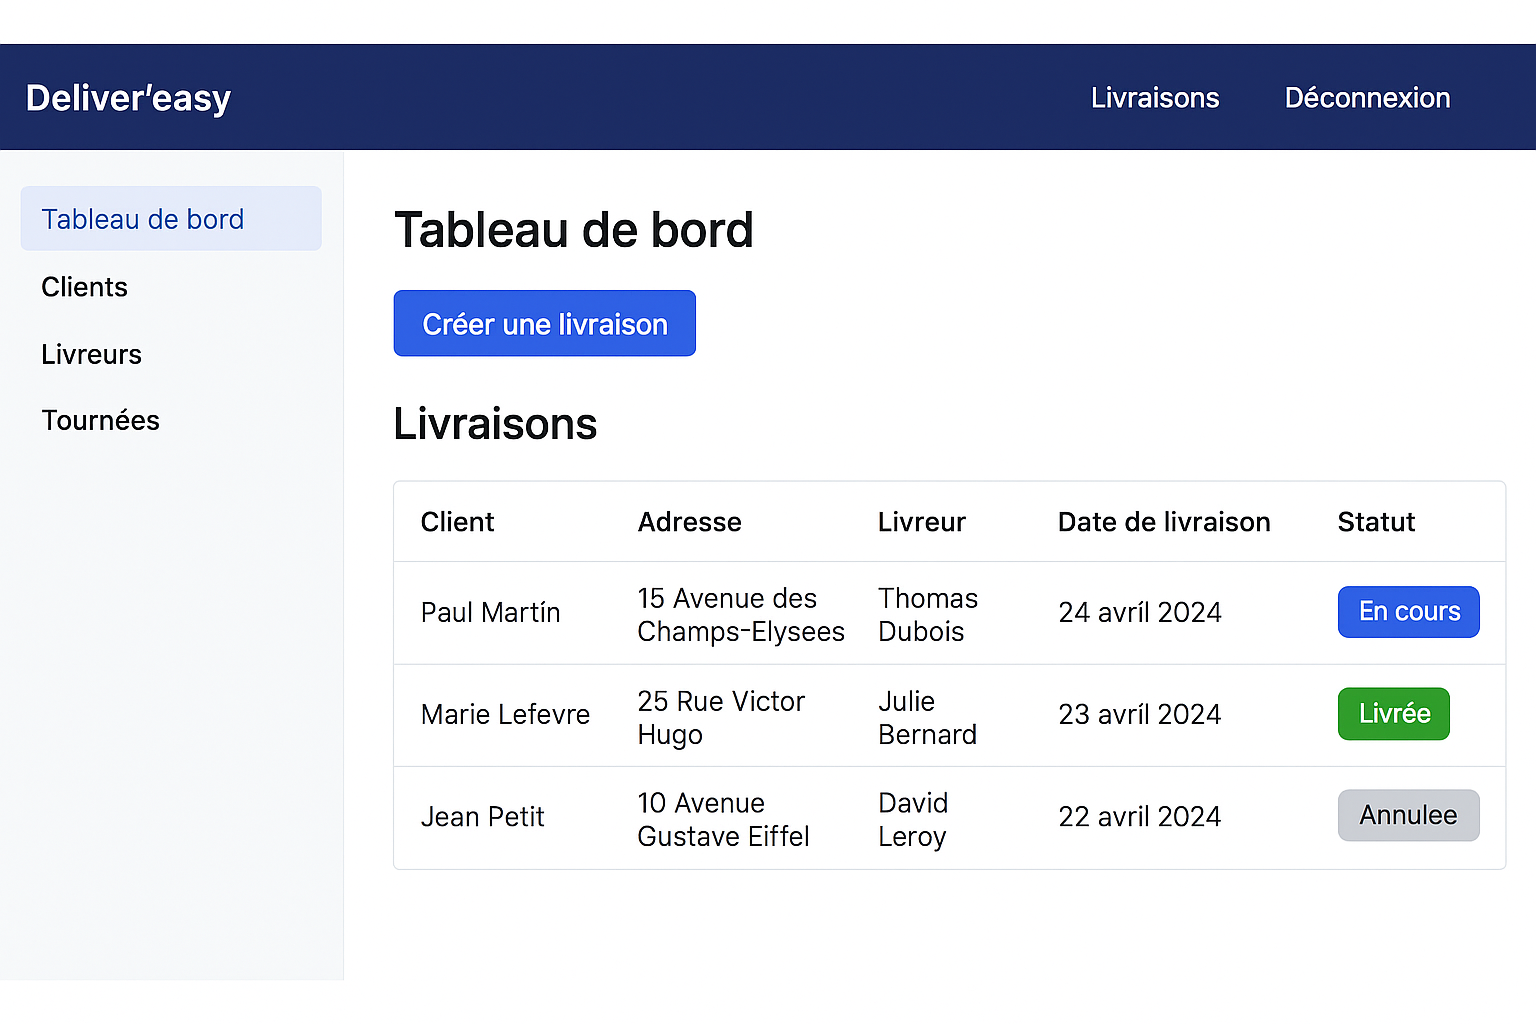 Deliver'easy
Livraisons
Déconnexion
Tableau de bord
Clients
Livreurs
Tournées
Tableau de bord
Créer une livraison
Livraisons
Client
Adresse
Livreur
Date de livraison
Statut
Paul Martín
15 Avenue des
Champs-Elysees
Thomas
Dubois
24 avríl 2024
En cours
Marie Lefevre
25 Rue Victor
Hugo
Julie
Bernard
23 avríl 2024
Livrée
Jean Petit
10 Avenue
Gustave Eiffel
David
Leroy
22 avril 2024
Annulee